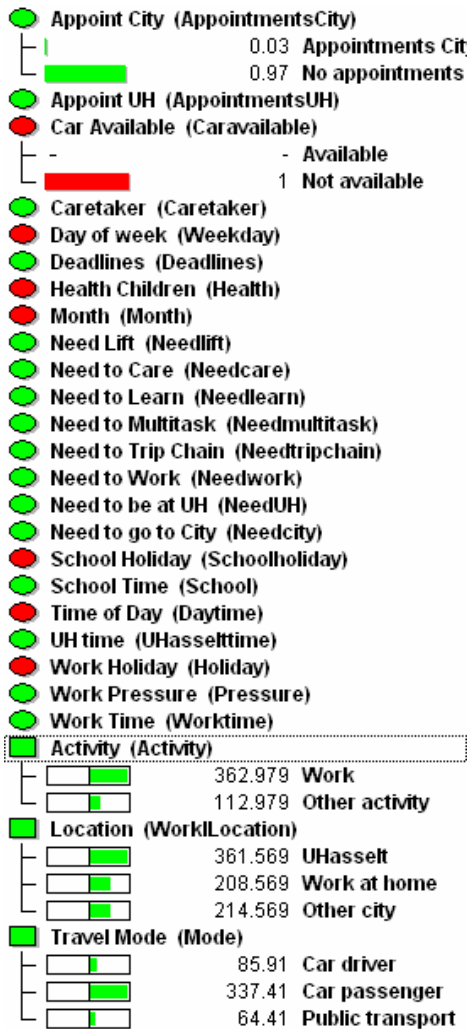 Appoint City (AppointmentsCity)
0.03 Appointments City
0.97 No appointments
Appoint UH (AppointmentsUH)
Car Available (Caravailable)
- - Available
1 Not available
Caretaker (Caretaker)
Day of week (Weekday)
Deadlines (Deadlines)
Health Children (Health)
Month (Month)
Need Lift (Needlift)
Need to Care (Needcare)
Need to Learn (Needlearn)
Need to Multitask (Needmultitask)
Need to Trip Chain (Needtripchain)
Need to Work (Needwork)
Need to be at UH (NeedUH)
Need to go to City (Needcity)
School Holiday (Schoolholiday)
School Time (School)
Time of Day (Daytime)
UH time (UHasselttime)
Work Holiday (Holiday)
Work Pressure (Pressure)
Work Time (Worktime)
Activity (Activity)
362.979 Work
112.979 Other activity
Location (WorklLocation)
361.569 UHasselt
208.569 Work at home
214.569 Other city
Travel Mode (Mode)
85.91 Car driver
337.41 Car passenger
64.41 Public transport